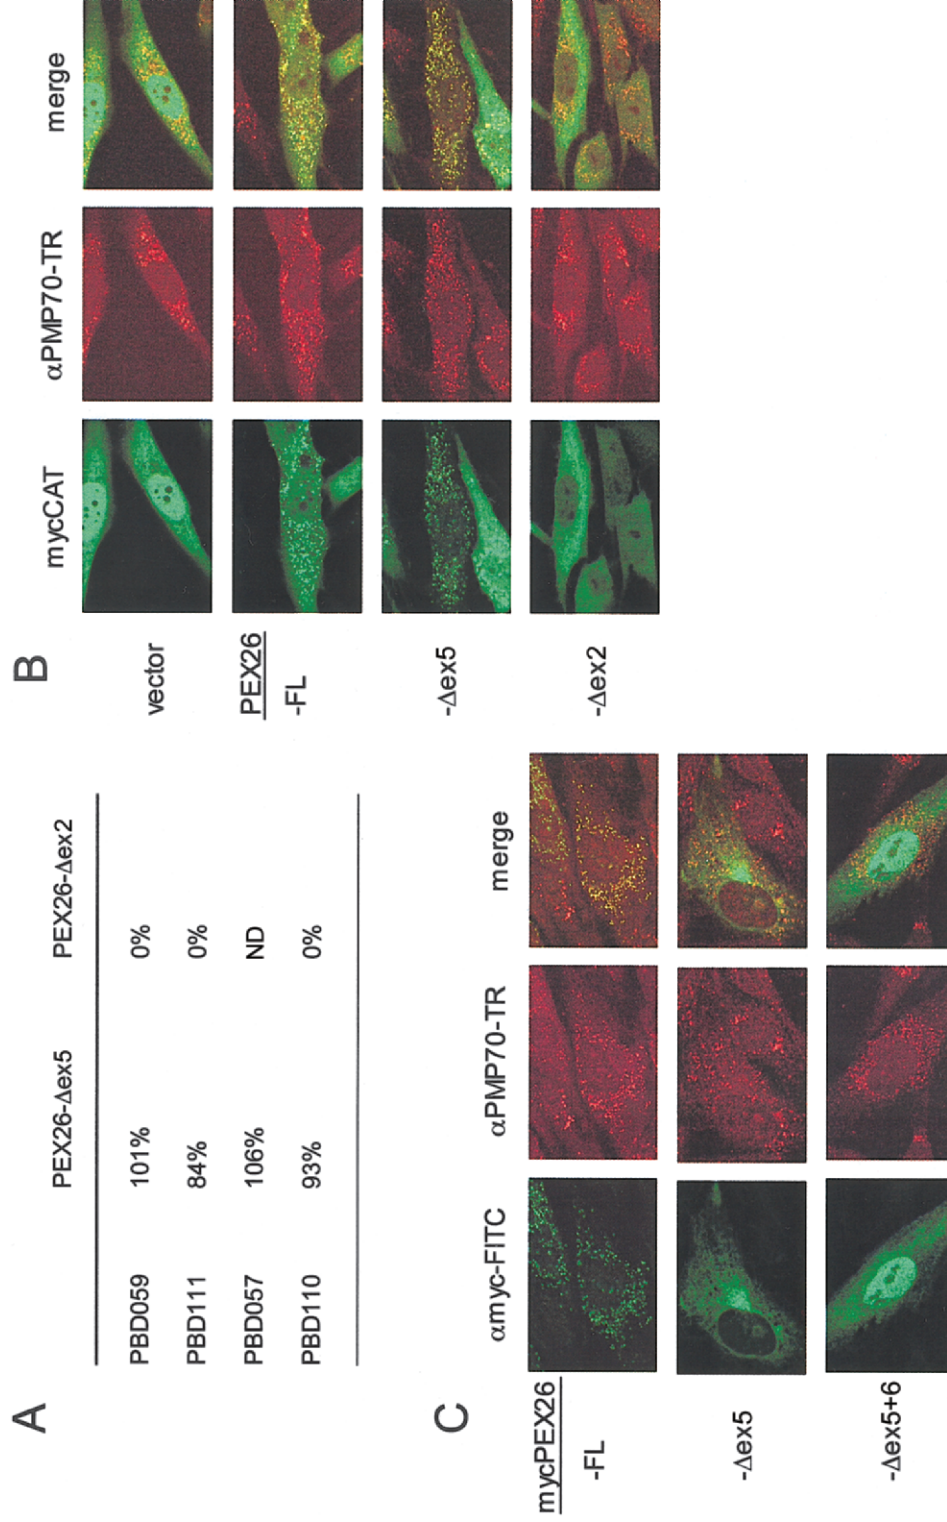 A
PEX26-Δex5 PEX26-Δex2
PBD059 101% 0%
PBD111 84% 0%
PBD057 106% ND
PBD110 93% 0%
B
mycCAT αPMP70-TR merge
vector
PEX26
-FL
-Δex5
-Δex2
C
αmyc-FITC αPMP70-TR merge
mycPEX26
-FL
-Δex5
-Δex5+6